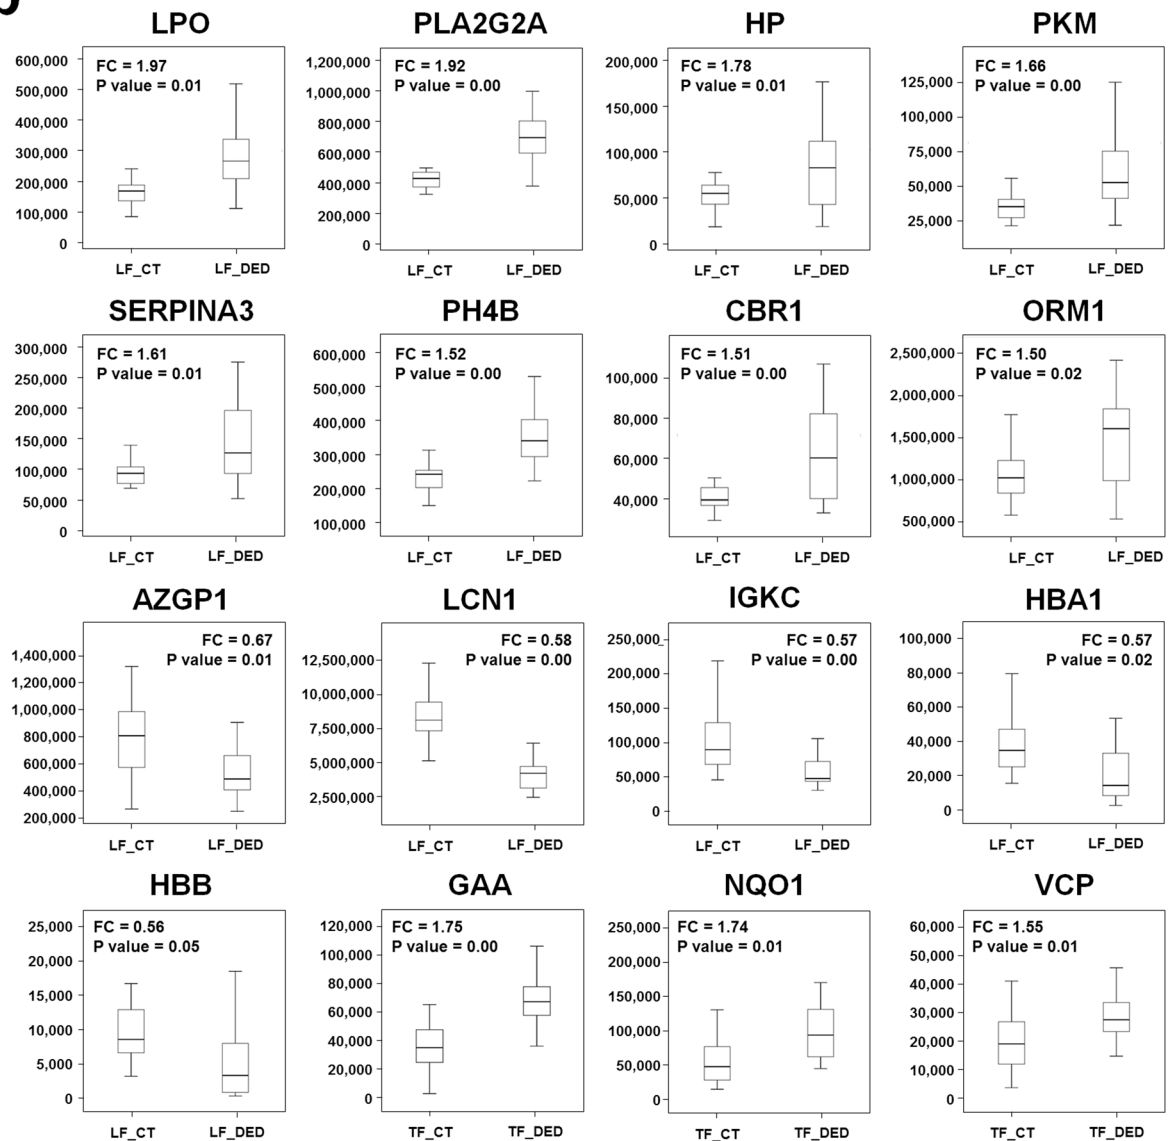 LPO
FC = 1.97
P value = 0.01
600,000
500,000
400,000
300,000
200,000
100,000
0
LF_CT LF_DED
PLA2G2A
FC = 1.92
P value = 0.00
1,200,000
1,000,000
800,000
600,000
400,000
200,000
0
LF_CT LF_DED
HP
FC = 1.78
P value = 0.01
200,000
150,000
100,000
50,000
0
LF_CT LF_DED
PKM
FC = 1.66
P value = 0.00
125,000
100,000
75,000
50,000
25,000
LF_CT LF_DED
SERPINA3
FC = 1.61
P value = 0.01
300,000
250,000
200,000
150,000
100,000
50,000
0
LF_CT LF_DED
PH4B
FC = 1.52
P value = 0.00
600,000
500,000
400,000
300,000
200,000
100,000
LF_CT LF_DED
CBR1
FC = 1.51
P value = 0.00
100,000
80,000
60,000
40,000
LF_CT LF_DED
ORM1
FC = 1.50
P value = 0.02
2,500,000
2,000,000
1,500,000
1,000,000
500,000
LF_CT LF_DED
AZGP1
FC = 0.67
P value = 0.01
1,400,000
1,200,000
1,000,000
800,000
600,000
400,000
200,000
LF_CT LF_DED
LCN1
FC = 0.58
P value = 0.00
12,500,000
10,000,000
7,500,000
5,000,000
2,500,000
LF_CT LF_DED
IGKC
FC = 0.57
P value = 0.00
250,000
200,000
150,000
100,000
50,000
0
LF_CT LF_DED
HBA1
FC = 0.57
P value = 0.02
100,000
80,000
60,000
40,000
20,000
0
LF_CT LF_DED
HBB
FC = 0.56
P value = 0.05
25,000
20,000
15,000
10,000
5,000
0
LF_CT LF_DED
GAA
FC = 1.75
P value = 0.00
120,000
100,000
80,000
60,000
40,000
20,000
0
TF_CT TF_DED
NQO1
FC = 1.74
P value = 0.01
250,000
200,000
150,000
100,000
50,000
0
TF_CT TF_DED
VCP
FC = 1.55
P value = 0.01
60,000
50,000
40,000
30,000
20,000
10,000
0
TF_CT TF_DED